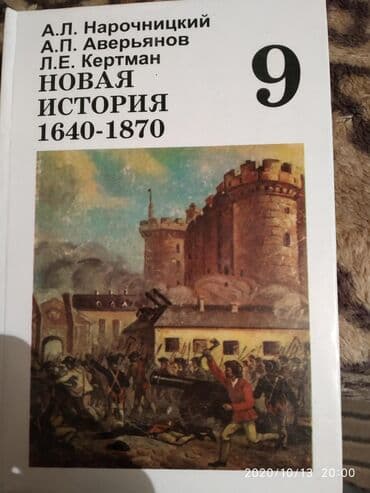 А.Л. Нарочницкий
А.П. Аверьянов
Л.Е. Кертман
НОВАЯ
ИСТОРИЯ
1640-1870
9
2020/10/13 20:00